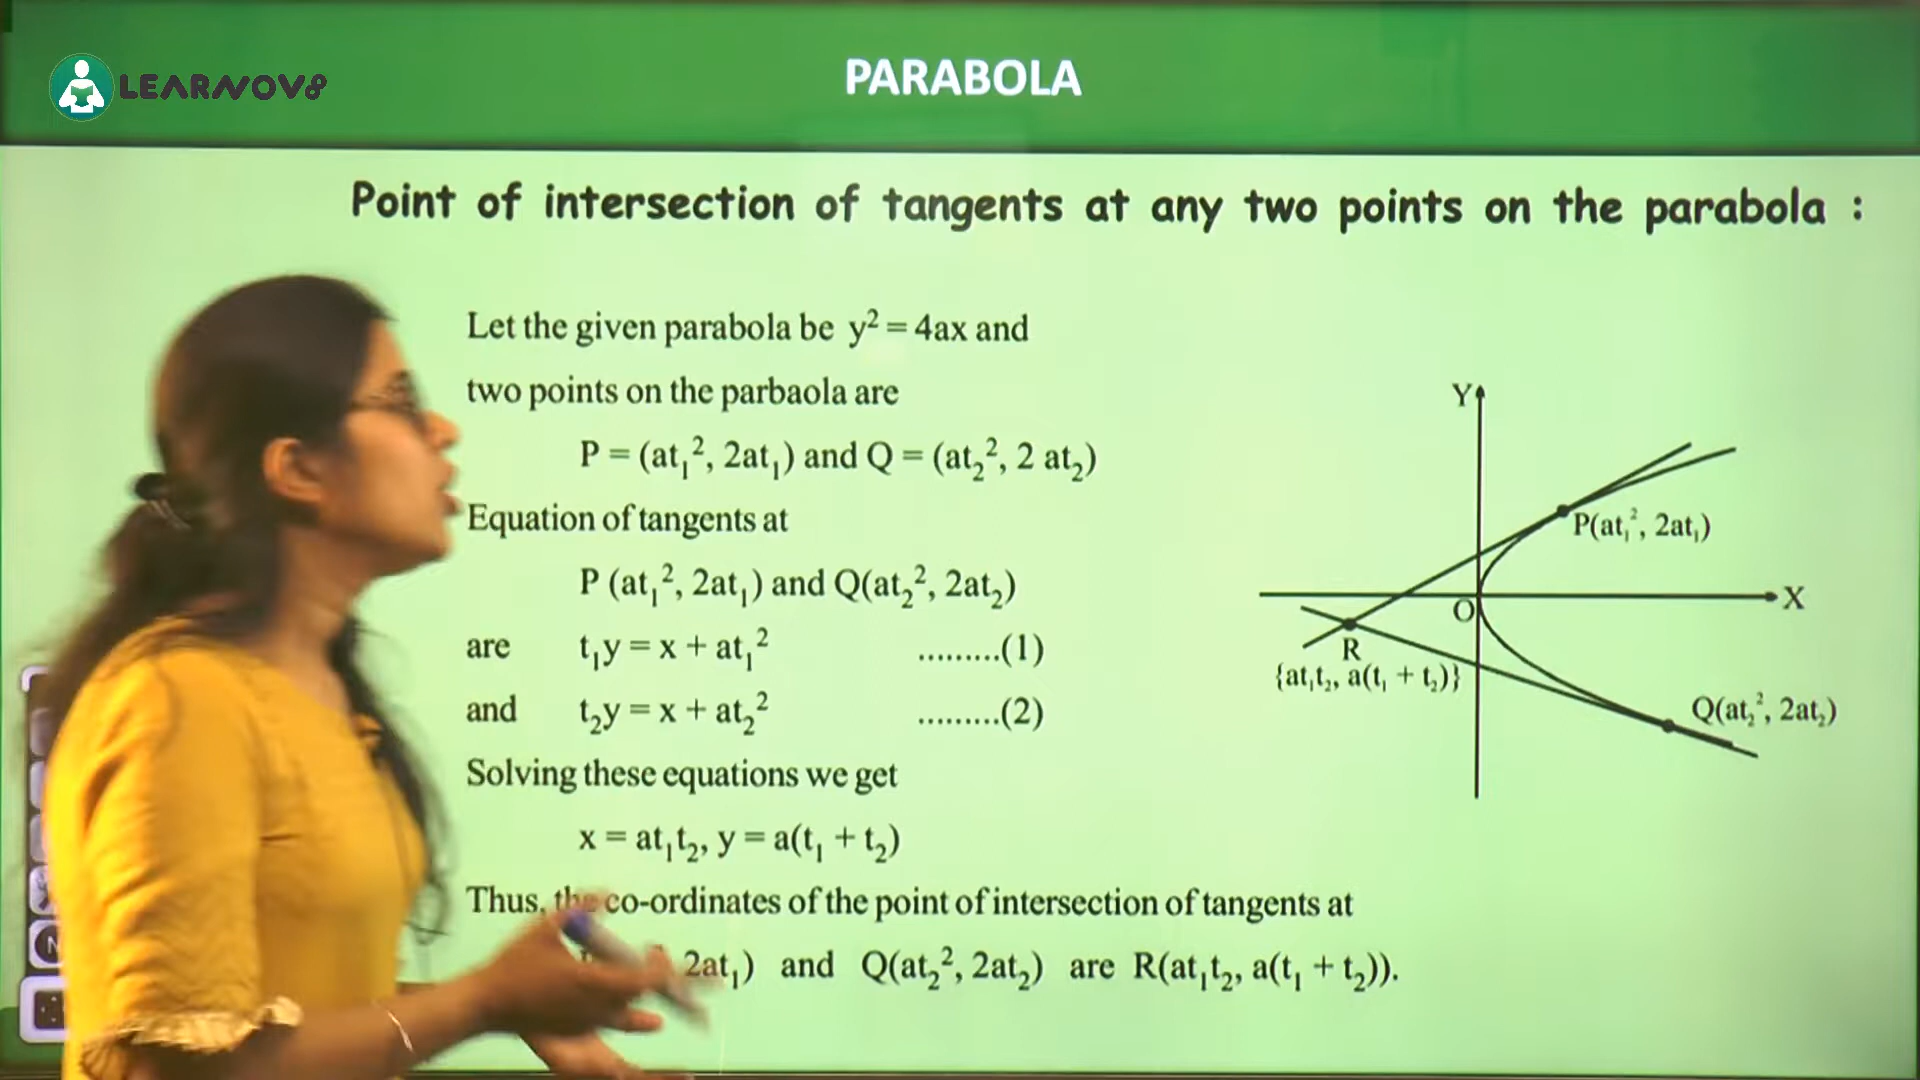 LEARNOV8
PARABOLA
Point of intersection of tangents at any two points on the parabola :
Let the given parabola be y² = 4ax and
two points on the parbaola are
P = (at₁², 2at₁) and Q = (at₂², 2 at₂)
Equation of tangents at
P (at₁², 2at₁) and Q(at₂², 2at₂)
are t₁y = x + at₁² .........(1)
and t₂y = x + at₂² .........(2)
Solving these equations we get
x = at₁t₂, y = a(t₁ + t₂)
Thus, the co-ordinates of the point of intersection of tangents at
2at₁) and Q(at₂², 2at₂) are R(at₁t₂, a(t₁ + t₂)).
Y
P(at₁², 2at₁)
X
O
R
{at₁t₂, a(t₁ + t₂)}
Q(at₂², 2at₂)
N